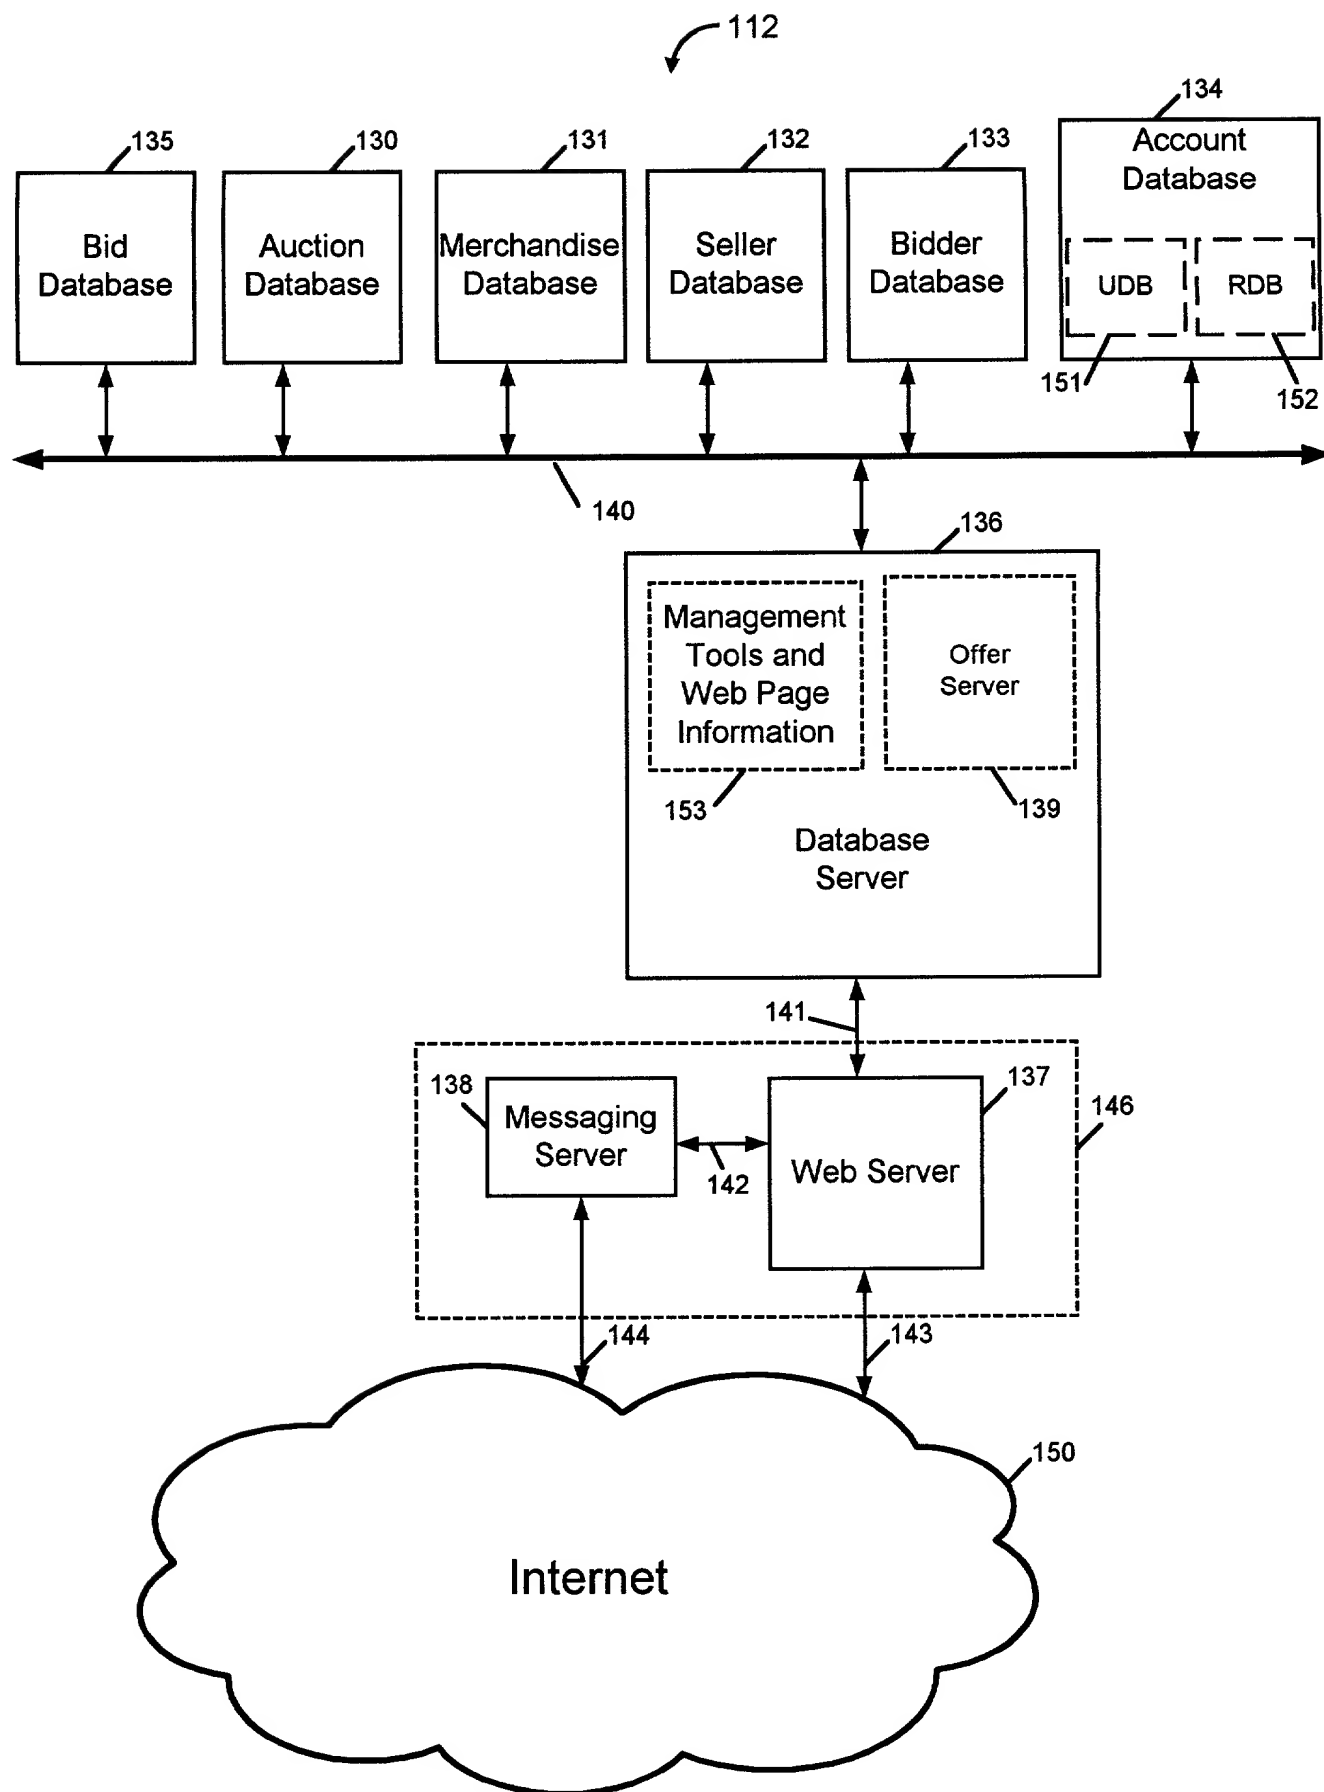 112
135
130
131
132
133
134
Bid
Database
Auction
Database
Merchandise
Database
Seller
Database
Bidder
Database
Account
Database
UDB
RDB
151
152
140
136
Management
Tools and
Web Page
Information
Offer
Server
153
139
Database
Server
141
138
137
146
Messaging
Server
142
Web Server
144
143
150
Internet